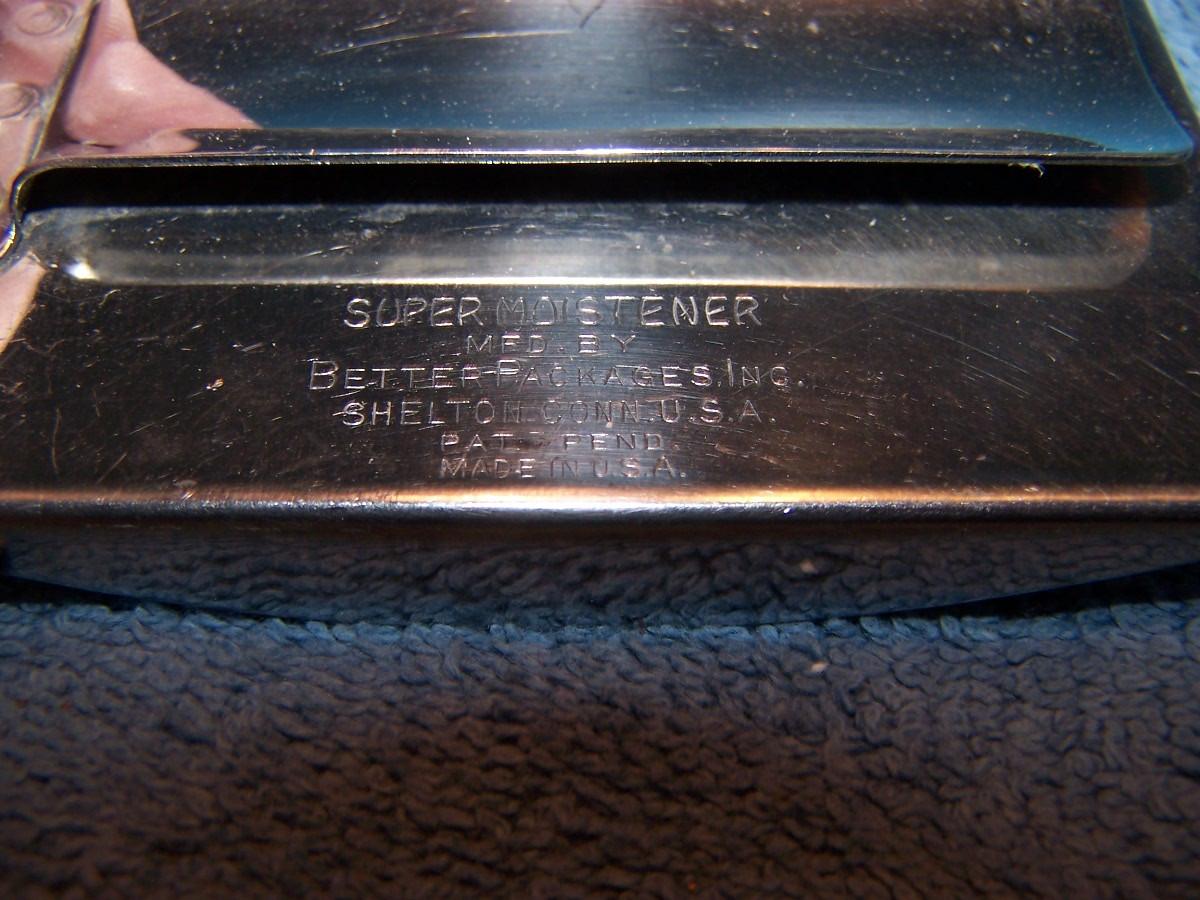 SUPER MOISTENER
MFD. BY
BETTER PACKAGES, INC.
SHELTON, CONN. U.S.A.
PAT. PEND.
MADE IN U.S.A.